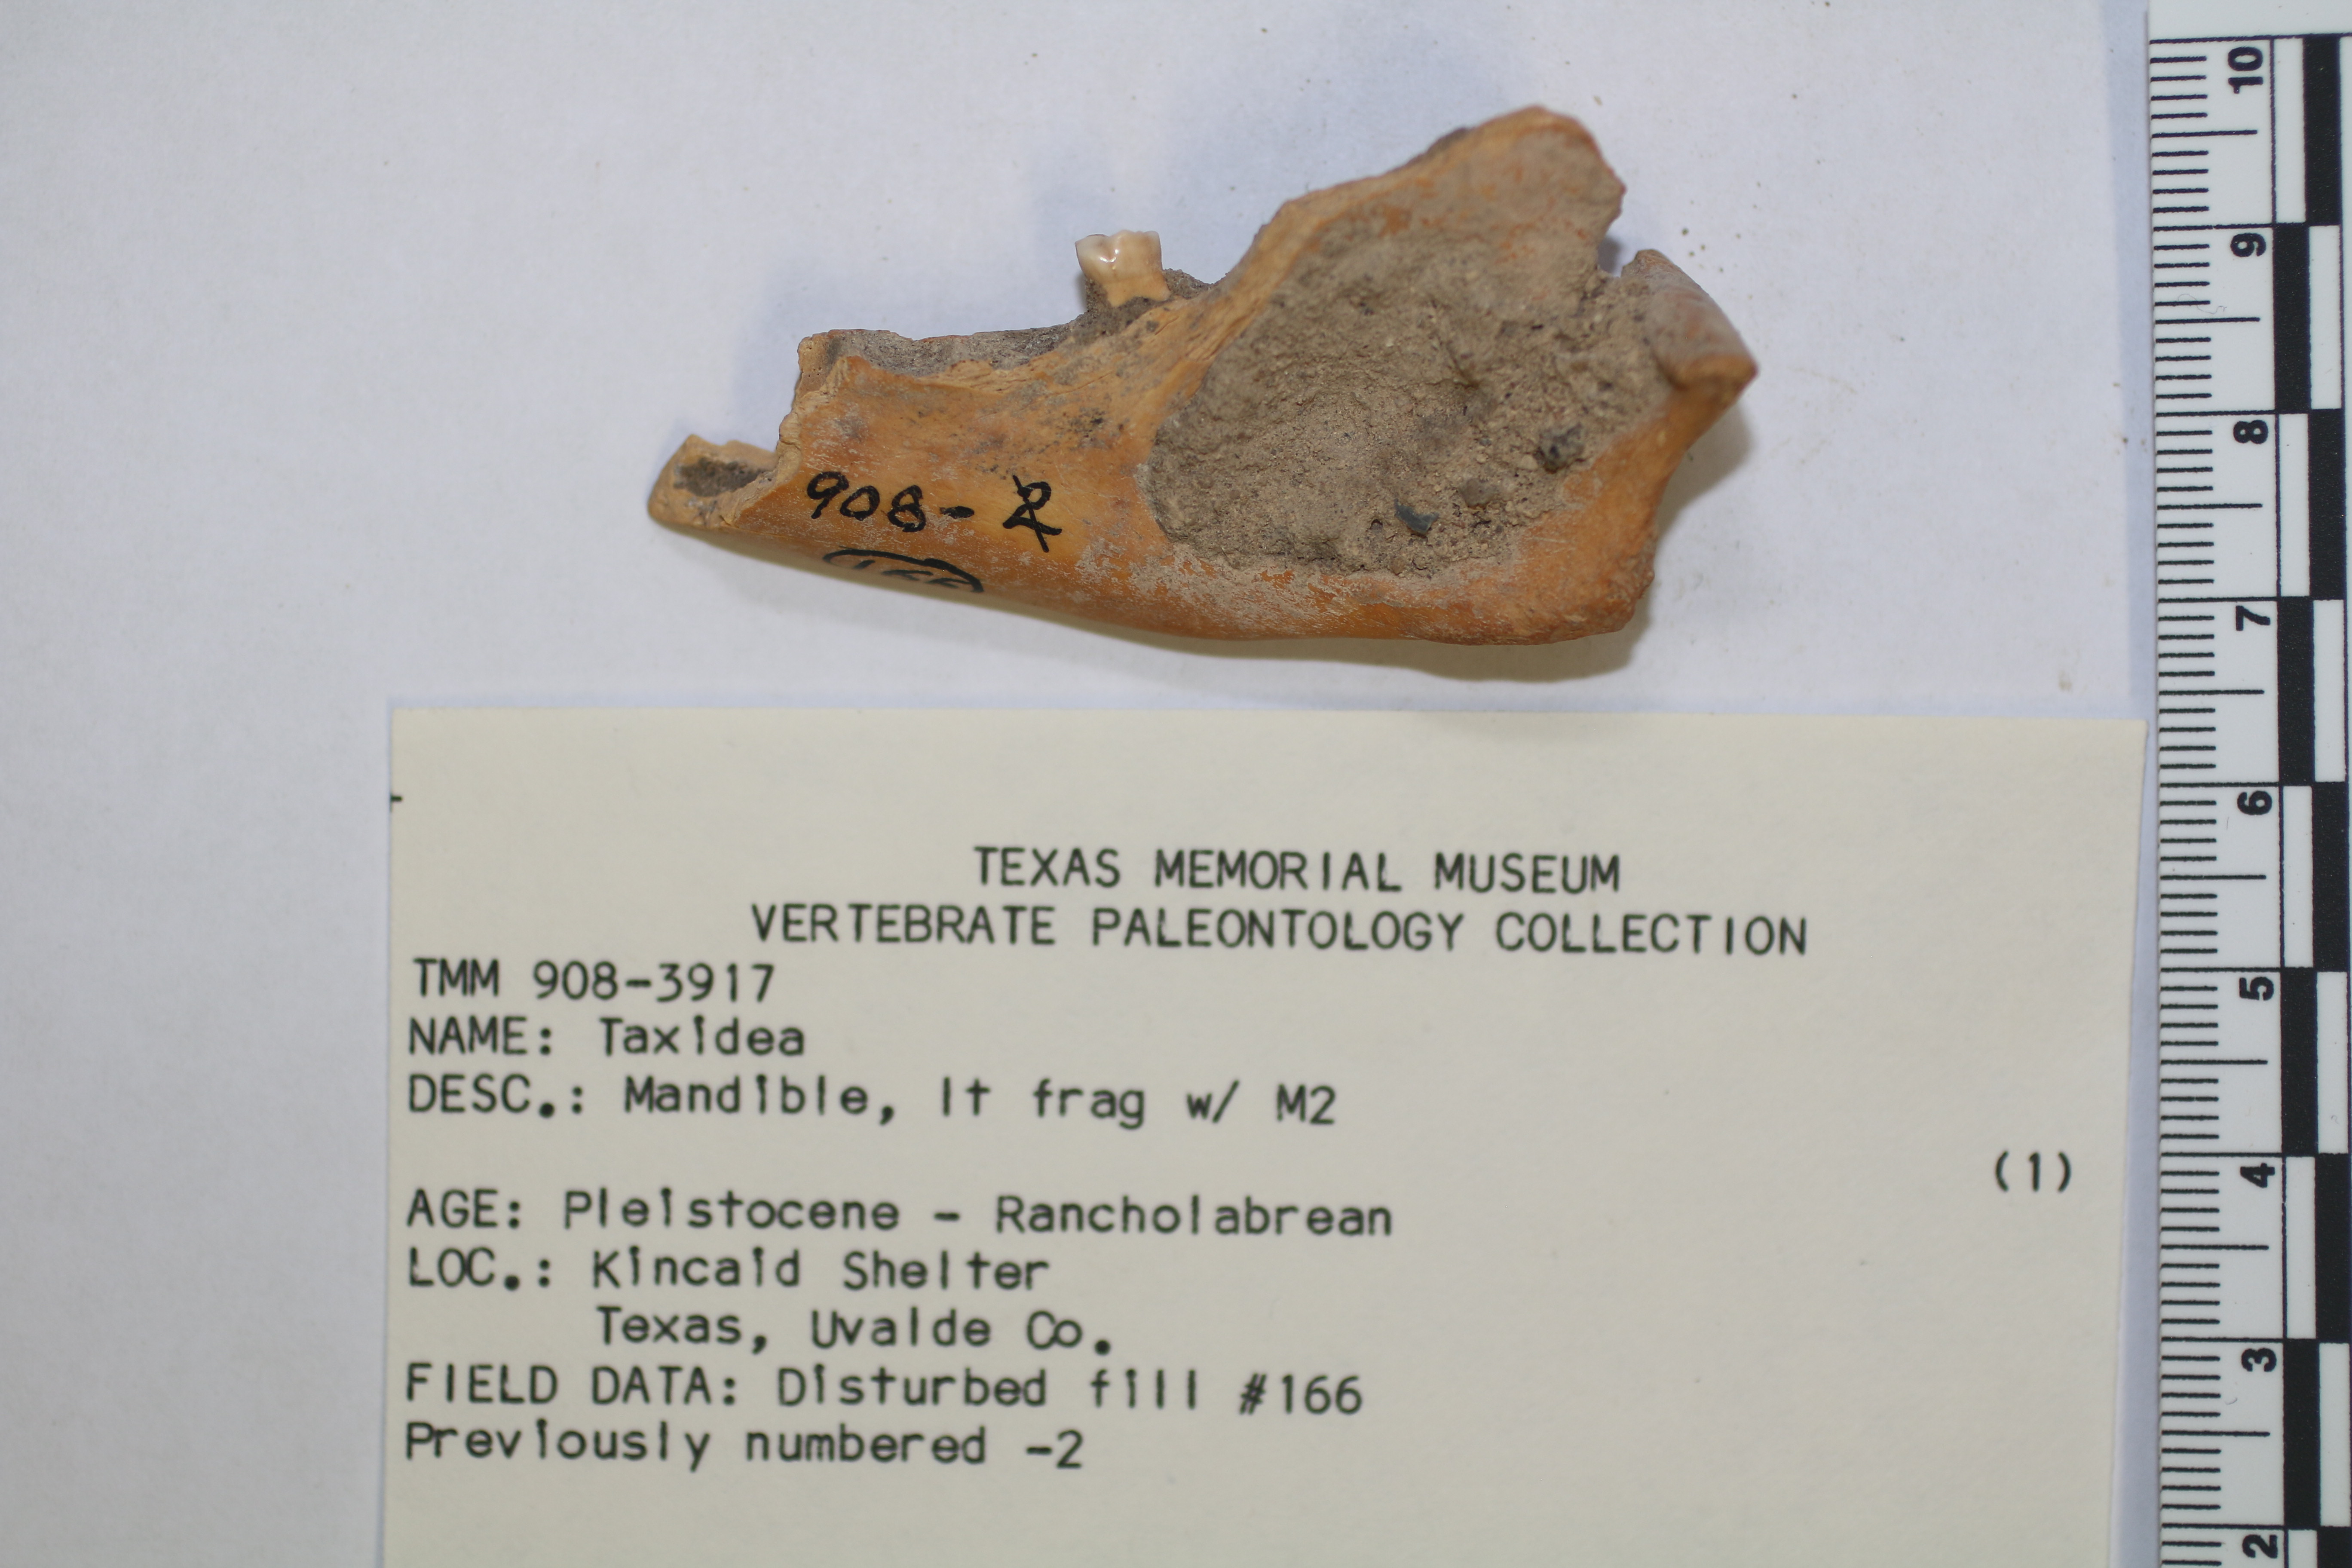 908-2
166
TEXAS MEMORIAL MUSEUM
VERTEBRATE PALEONTOLOGY COLLECTION
TMM 908-3917
NAME: Taxidea
DESC.: Mandible, lt frag w/ M2
(1)
AGE: Pleistocene - Rancholabrean
LOC.: Kincaid Shelter
Texas, Uvalde Co.
FIELD DATA: Disturbed fill #166
Previously numbered -2
10
9
8
7
6
5
4
3
2